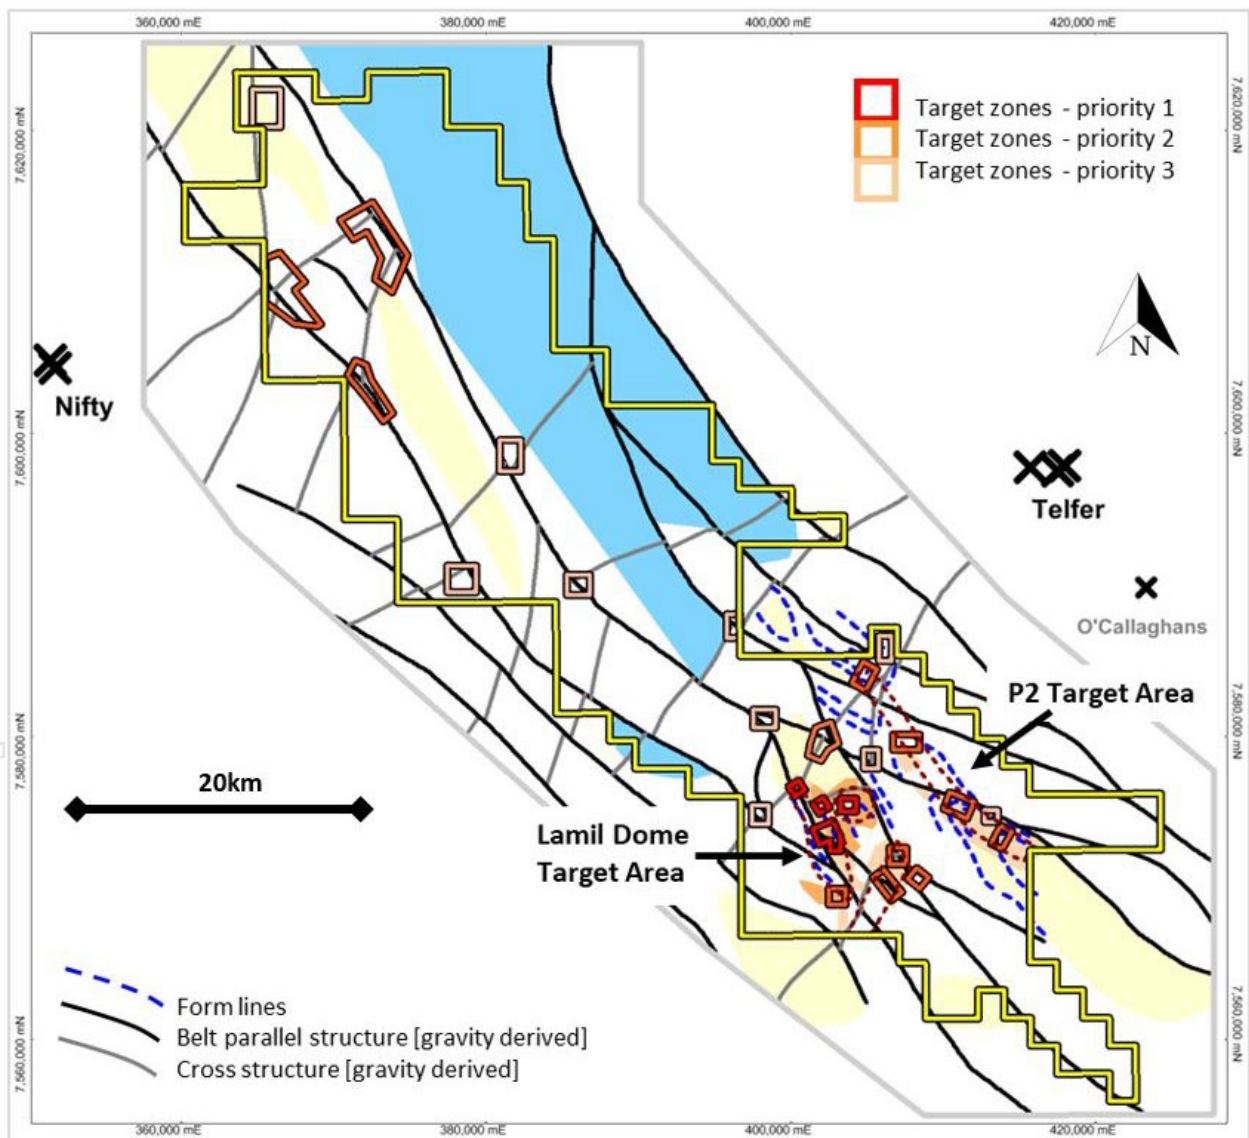 360,000 mE
380,000 mE
400,000 mE
420,000 mE
7,620,000 mN
7,620,000 mN
Target zones - priority 1
Target zones - priority 2
Target zones - priority 3
N
Nifty
7,600,000 mN
7,600,000 mN
Telfer
O'Callaghans
P2 Target Area
7,580,000 mN
7,580,000 mN
20km
Lamil Dome
Target Area
Form lines
Belt parallel structure [gravity derived]
Cross structure [gravity derived]
7,560,000 mN
7,560,000 mN
360,000 mE
380,000 mE
400,000 mE
420,000 mE